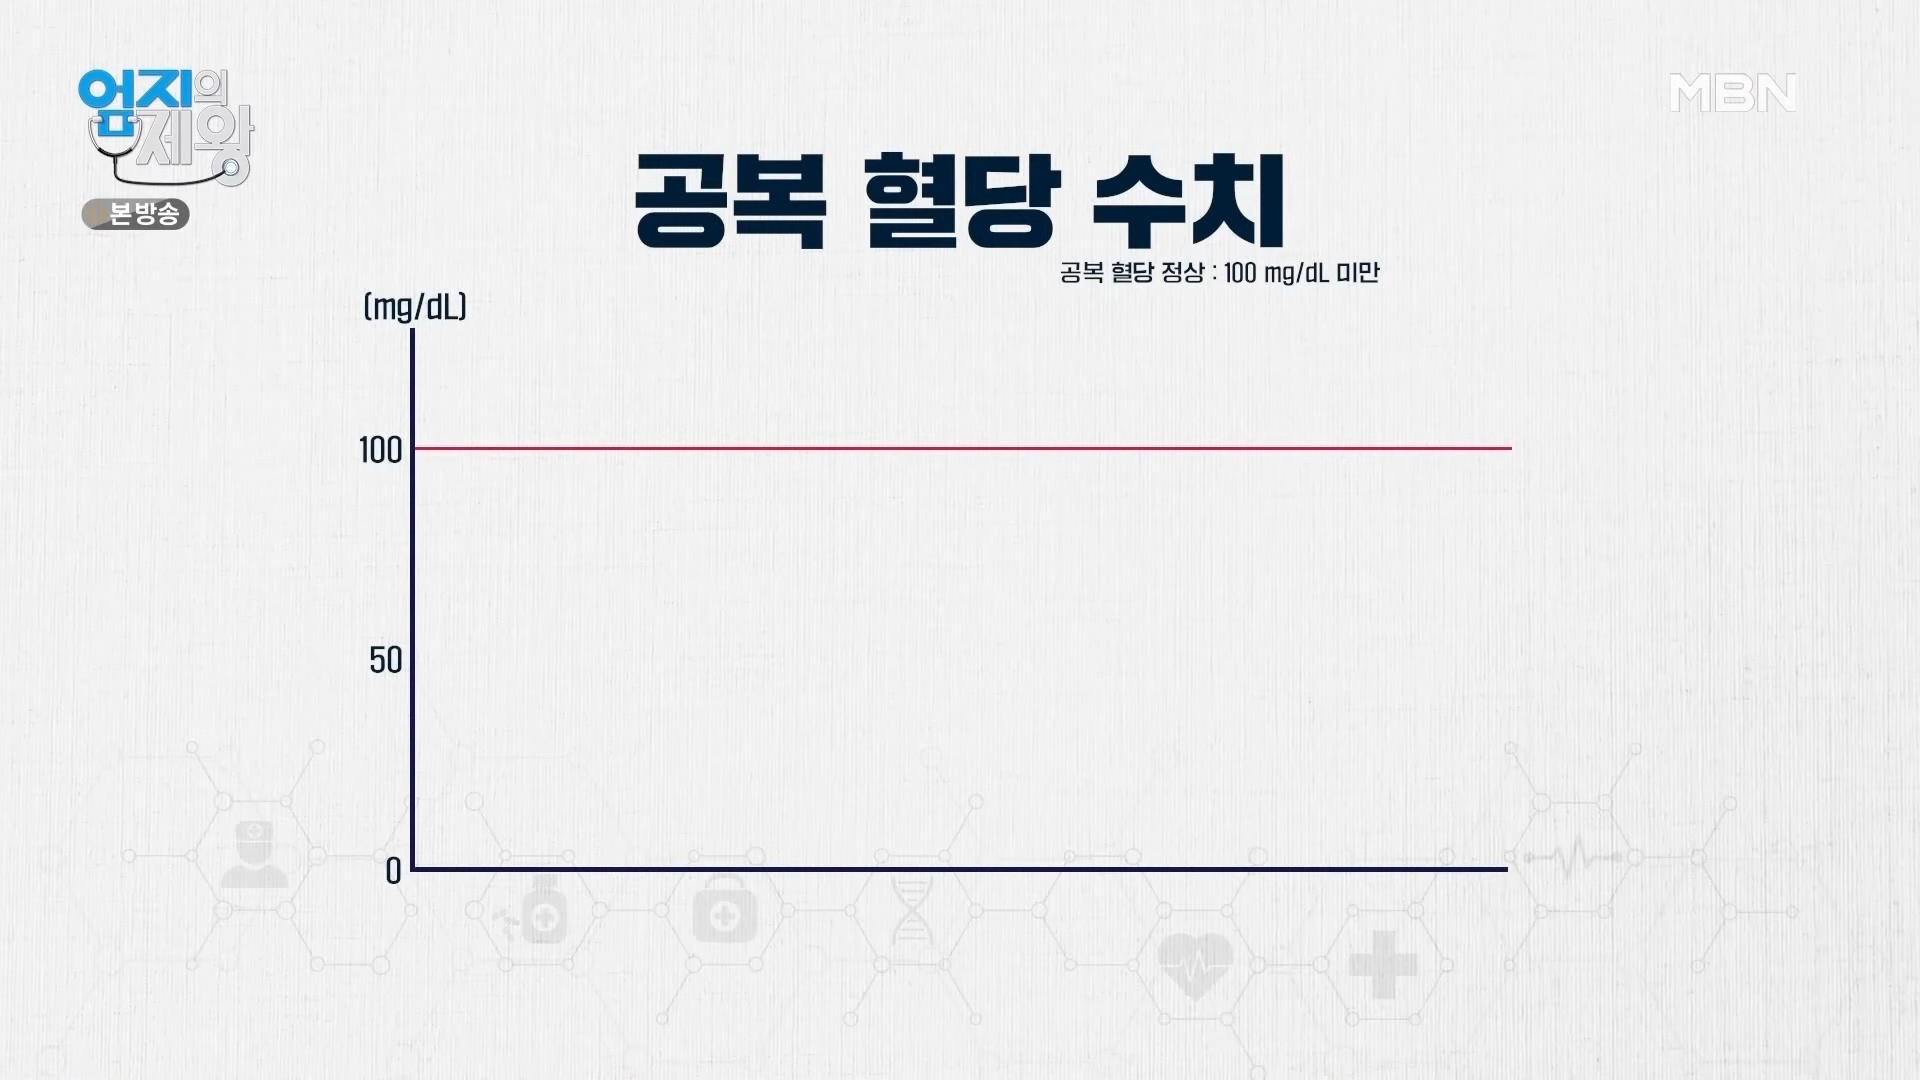 엄지의
제왕
본방송
MBN
공복 혈당 수치
공복 혈당 정상 : 100 mg/dL 미만
(mg/dL)
100
50
0